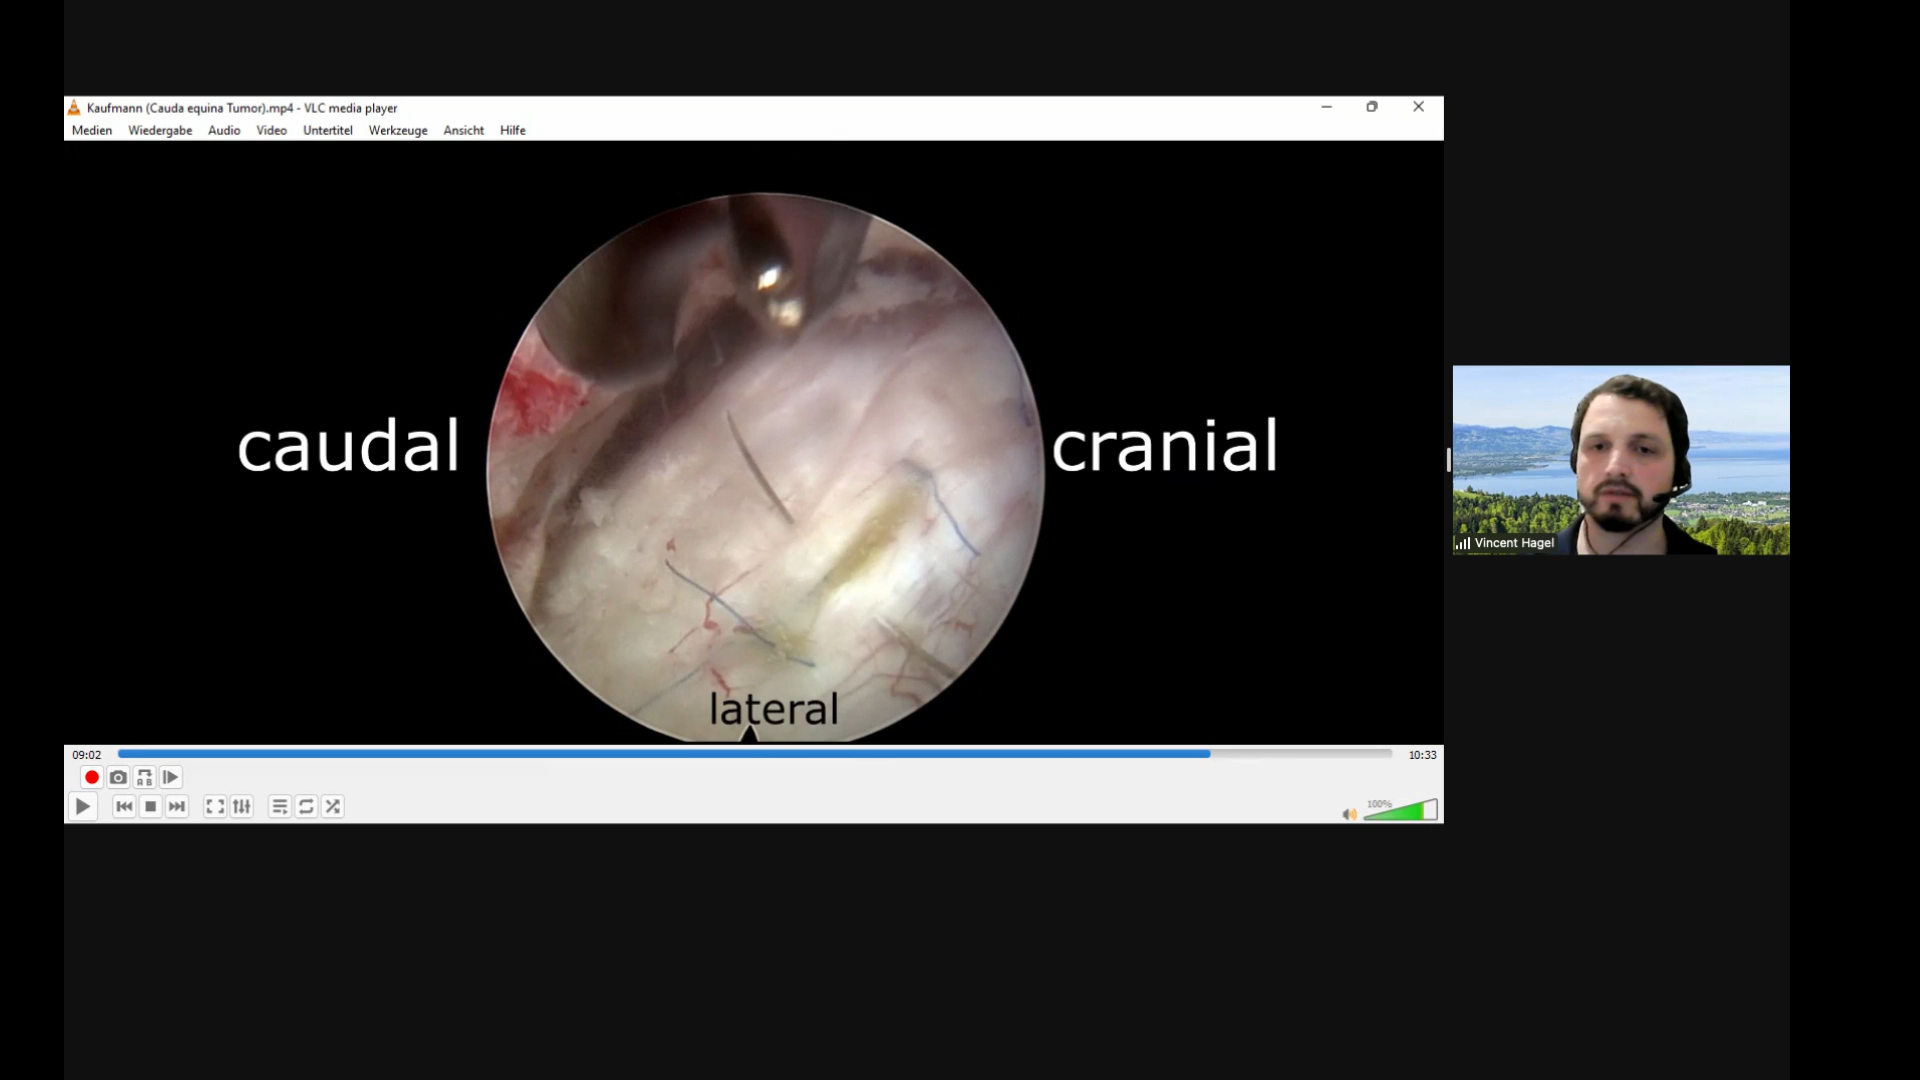 Kaufmann (Cauda equina Tumor).mp4 - VLC media player
Medien Wiedergabe Audio Video Untertitel Werkzeuge Ansicht Hilfe
caudal
cranial
lateral
Vincent Hagel
09:02
10:33
A B
100%